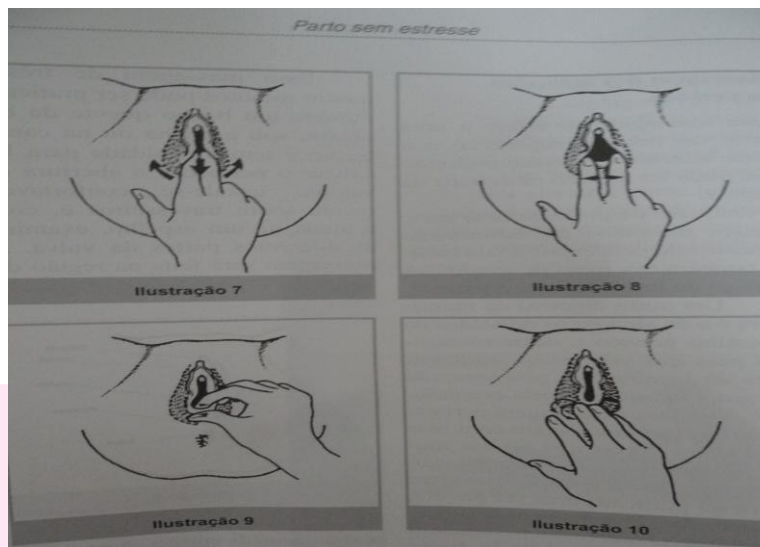 Parto sem estresse
Ilustração 7
Ilustração 8
Ilustração 9
Ilustração 10